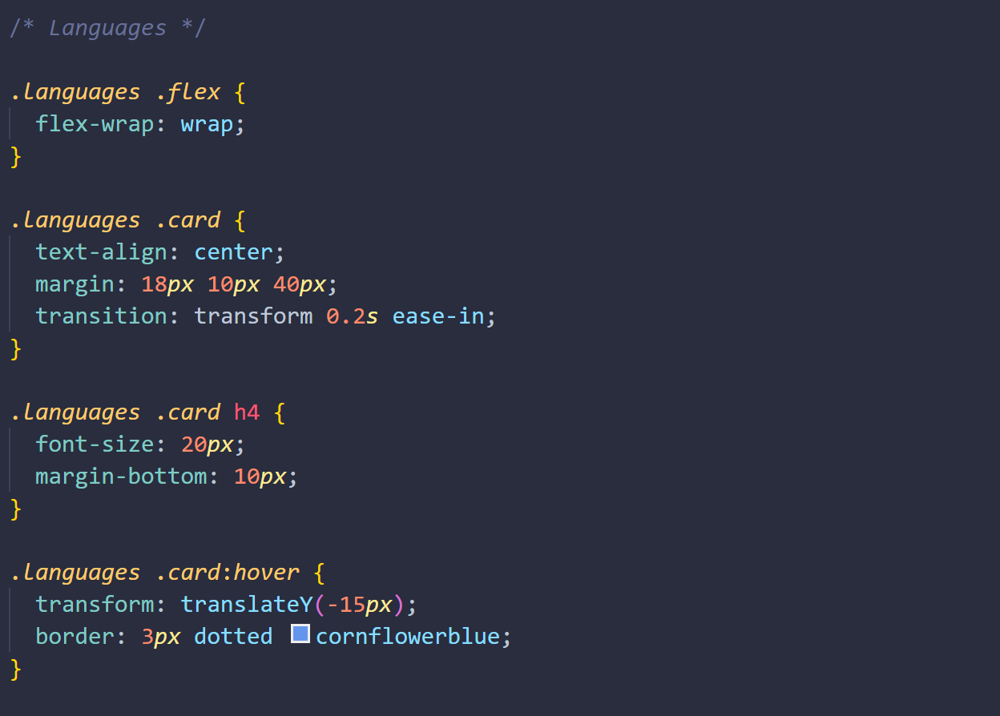 /* Languages */
.languages .flex {
flex-wrap: wrap;
}
.languages .card {
text-align: center;
margin: 18px 10px 40px;
transition: transform 0.2s ease-in;
}
.languages .card h4 {
font-size: 20px;
margin-bottom: 10px;
}
.languages .card:hover {
transform: translateY(-15px);
border: 3px dotted cornflowerblue;
}